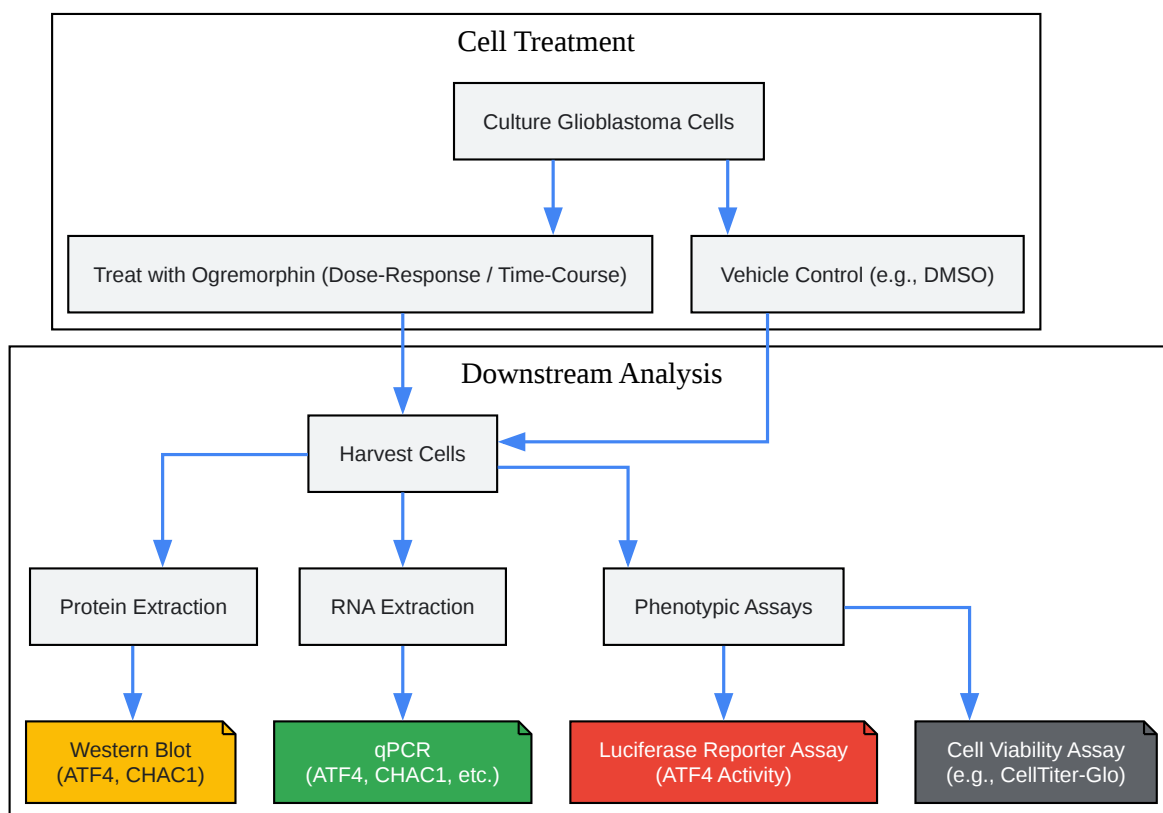 Cell Treatment
Culture Glioblastoma Cells
Treat with Ogremorphin (Dose-Response / Time-Course)
Vehicle Control (e.g., DMSO)
Downstream Analysis
Harvest Cells
Protein Extraction
RNA Extraction
Phenotypic Assays
Western Blot
(ATF4, CHAC1)
qPCR
(ATF4, CHAC1, etc.)
Luciferase Reporter Assay
(ATF4 Activity)
Cell Viability Assay
(e.g., CellTiter-Glo)